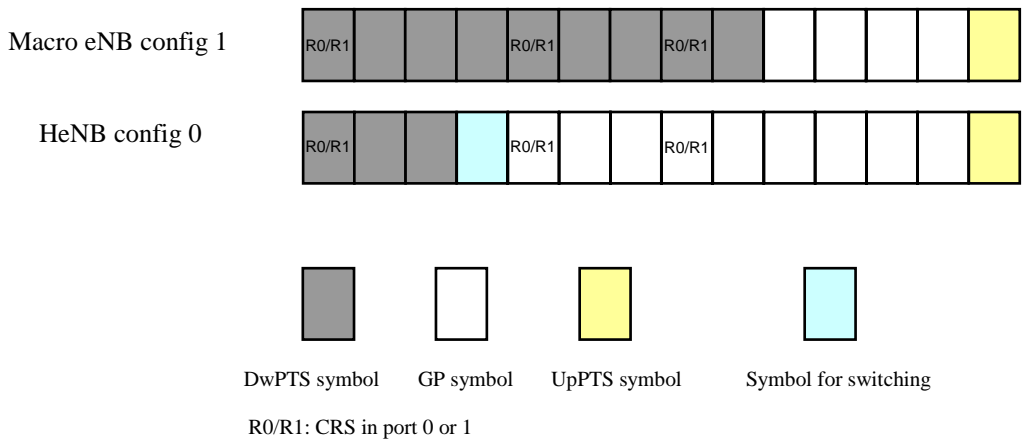 Macro eNB config 1
R0/R1 R0/R1 R0/R1
HeNB config 0
R0/R1 R0/R1 R0/R1
DwPTS symbol GP symbol UpPTS symbol Symbol for switching
R0/R1: CRS in port 0 or 1